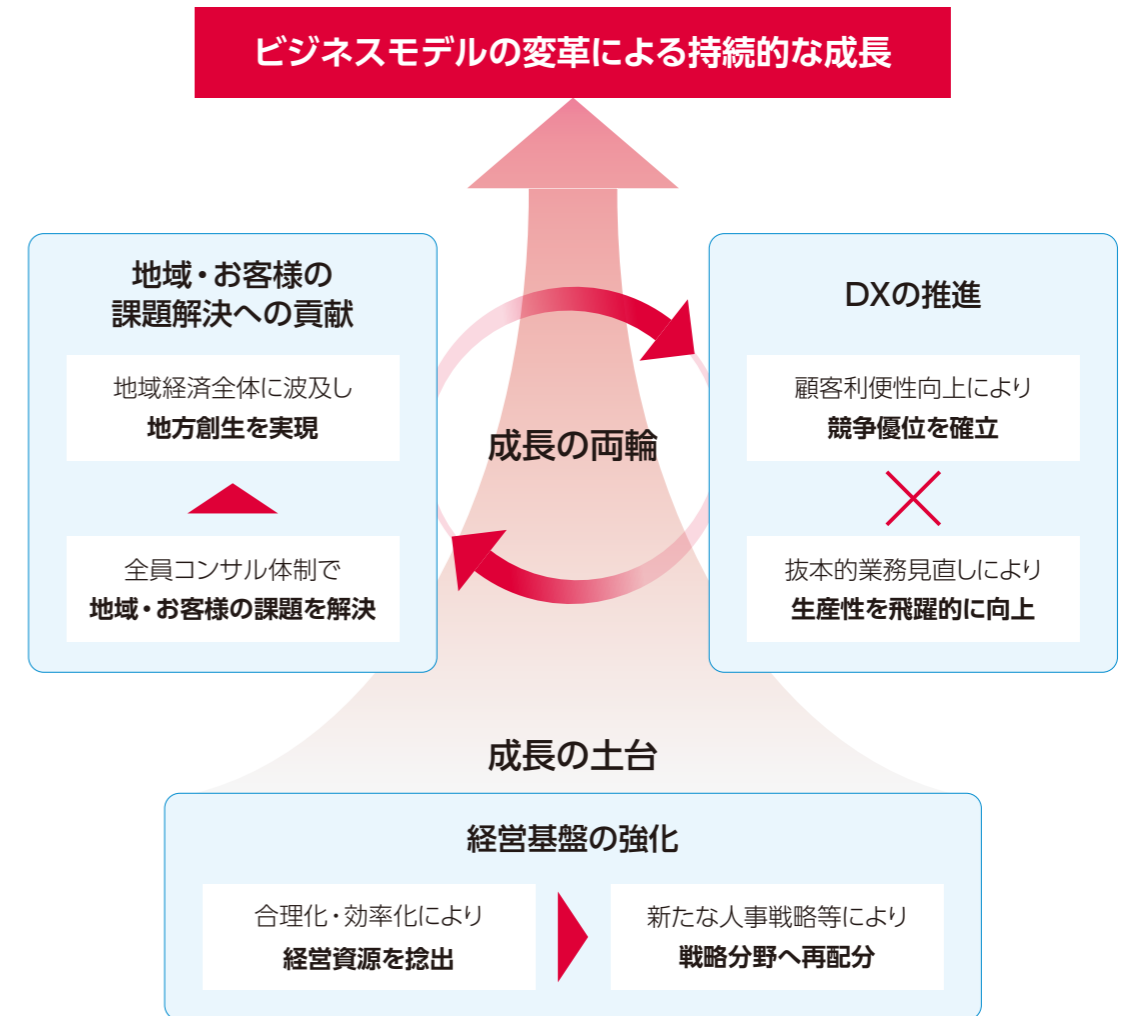 ビジネスモデルの変革による持続的な成長
地域・お客様の
課題解決への貢献
地域経済全体に波及し
地方創生を実現
全員コンサル体制で
地域・お客様の課題を解決
成長の両輪
DXの推進
顧客利便性向上により
競争優位を確立
抜本的業務見直しにより
生産性を飛躍的に向上
成長の土台
経営基盤の強化
合理化・効率化により
経営資源を捻出
新たな人事戦略等により
戦略分野へ再配分